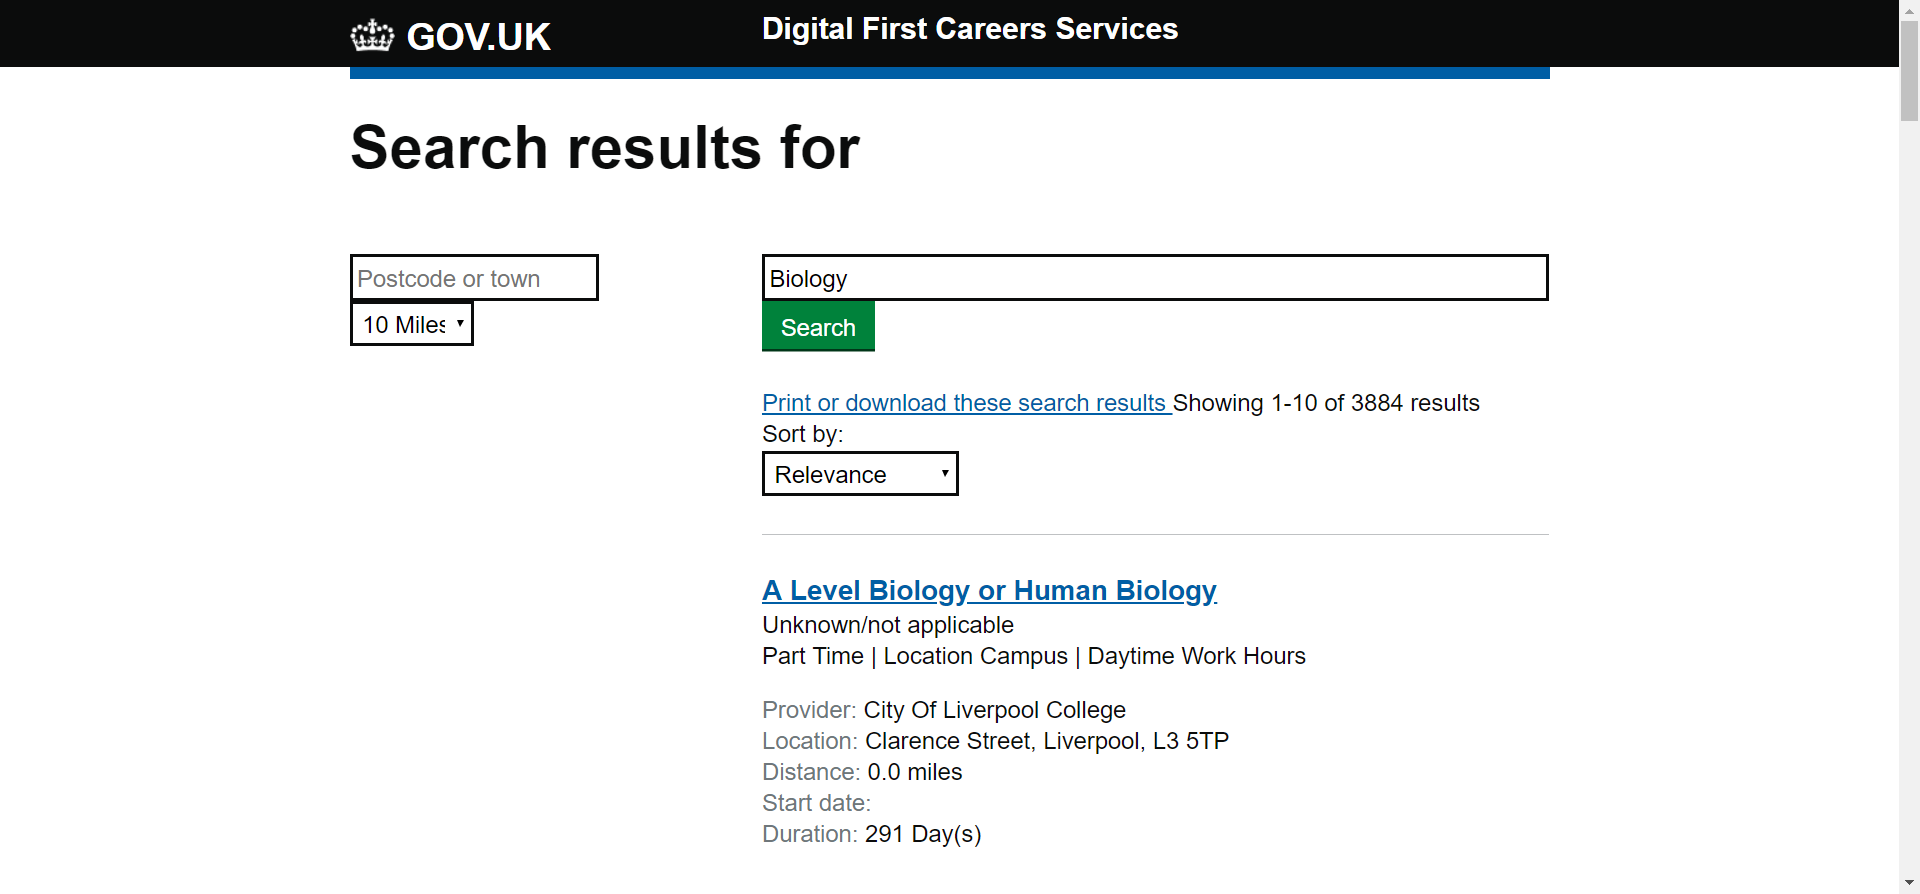 GOV.UK
Digital First Careers Services
Search results for
Postcode or town
10 Miles
Biology
Search
Print or download these search results Showing 1-10 of 3884 results
Sort by:
Relevance
A Level Biology or Human Biology
Unknown/not applicable
Part Time | Location Campus | Daytime Work Hours
Provider: City Of Liverpool College
Location: Clarence Street, Liverpool, L3 5TP
Distance: 0.0 miles
Start date:
Duration: 291 Day(s)